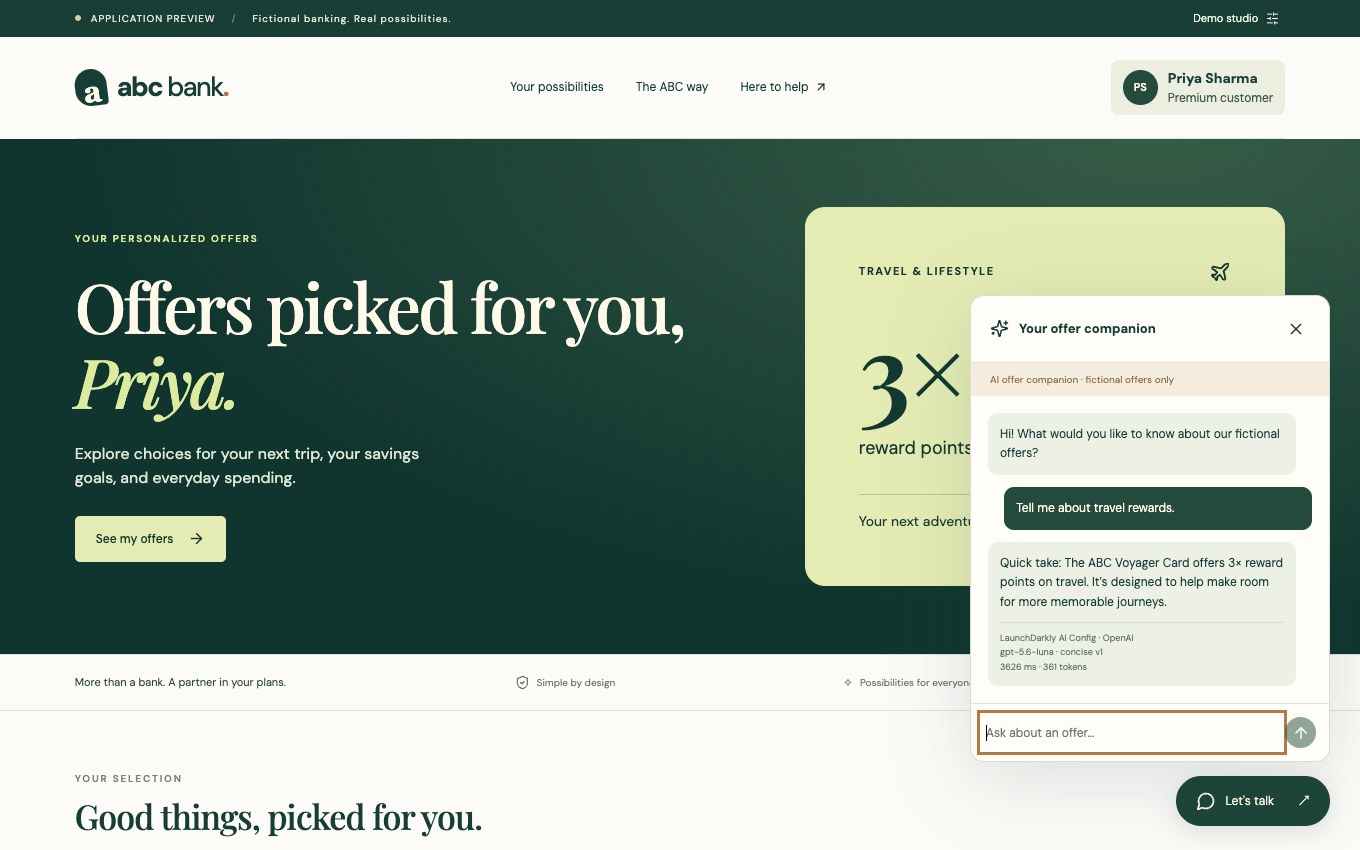 APPLICATION PREVIEW / Fictional banking. Real possibilities.
Demo studio
a abc bank.
Your possibilities
The ABC way
Here to help
PS
Priya Sharma
Premium customer
YOUR PERSONALIZED OFFERS
Offers picked for you,
Priya.
Explore choices for your next trip, your savings
goals, and everyday spending.
See my offers
TRAVEL & LIFESTYLE
3×
reward points
Your next
Your offer companion
AI offer companion · fictional offers only
Hi! What would you like to know about our fictional
offers?
Tell me about travel rewards.
Quick take: The ABC Voyager Card offers 3× reward
points on travel. It's designed to help make room
for more memorable journeys.
LaunchDarkly AI Config · OpenAI
gpt-5.6-luna · concise v1
3626 ms · 361 tokens
Ask about an offer...
Let's talk
More than a bank. A partner in your plans.
Simple by design
Possibilities for
YOUR SELECTION
Good things, picked for you.